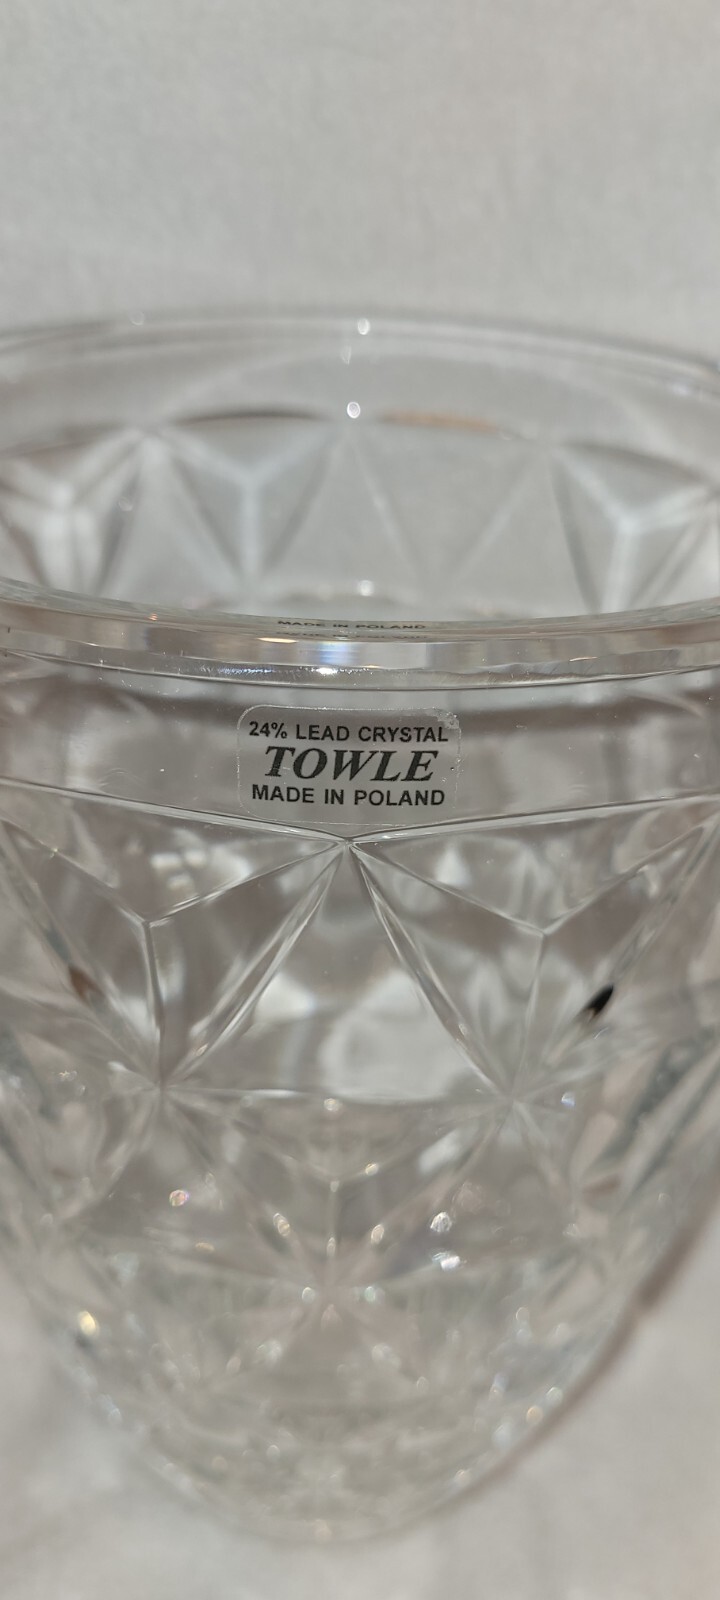 MADE IN POLAND
24% LEAD CRYSTAL
TOWLE
MADE IN POLAND